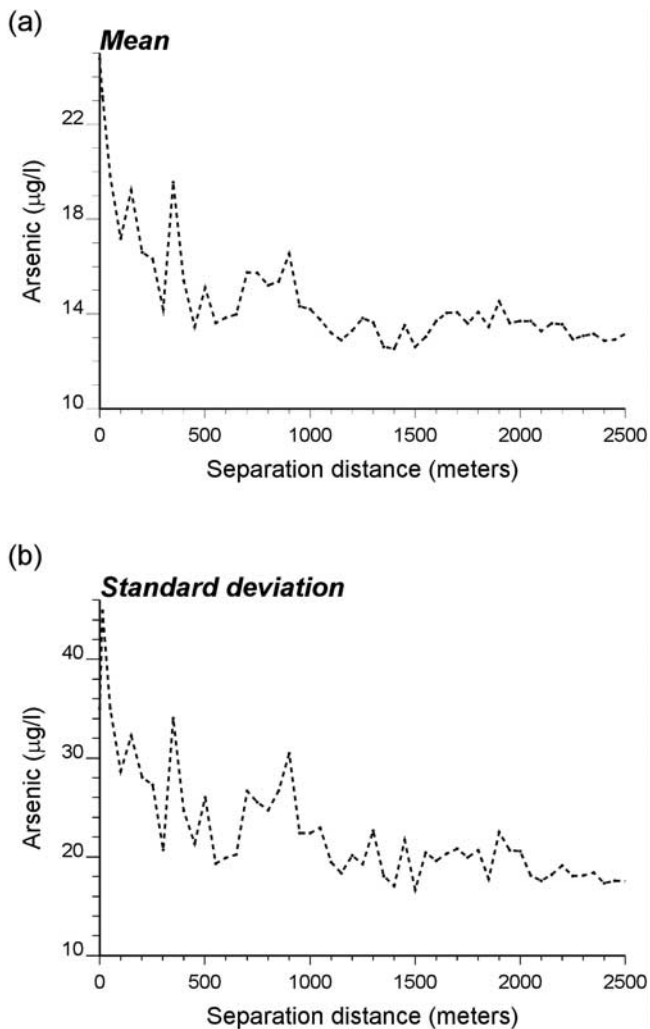 (a)
Mean
Arsenic (μg/l)
22
18
14
10
0 500 1000 1500 2000 2500
Separation distance (meters)
(b)
Standard deviation
Arsenic (μg/l)
40
30
20
10
0 500 1000 1500 2000 2500
Separation distance (meters)